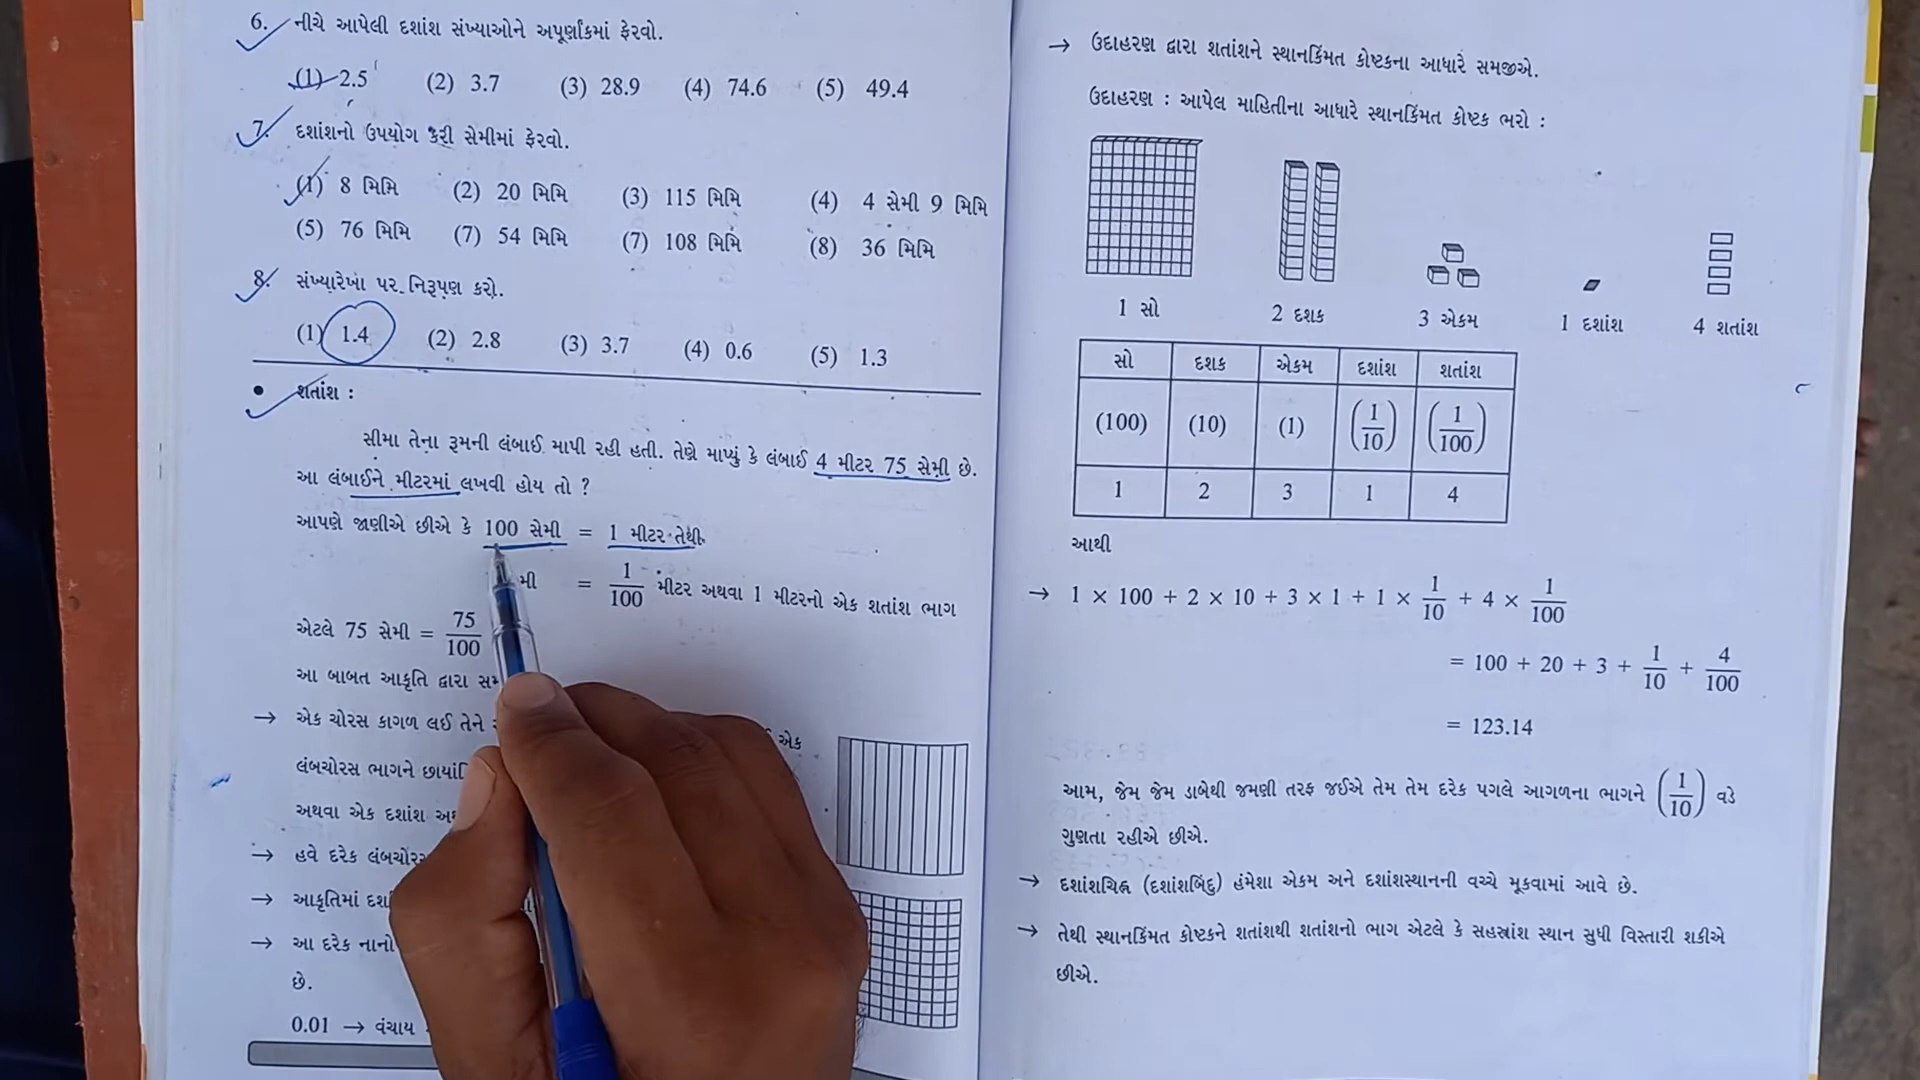 6. નીચે આપેલી દશાંશ સંખ્યાઓને અપૂર્ણાંકમાં ફેરવો.
(1) 2.5 (2) 3.7 (3) 28.9 (4) 74.6 (5) 49.4
7. દશાંશનો ઉપયોગ કરી સેમીમાં ફેરવો.
(1) 8 મિમિ (2) 20 મિમિ (3) 115 મિમિ (4) 4 સેમી 9 મિમિ
(5) 76 મિમિ (7) 54 મિમિ (7) 108 મિમિ (8) 36 મિમિ
8. સંખ્યારેખા પર નિરૂપણ કરો.
(1) 1.4 (2) 2.8 (3) 3.7 (4) 0.6 (5) 1.3
• શતાંશ :
સીમા તેના રૂમની લંબાઈ માપી રહી હતી. તેણે માપ્યું કે લંબાઈ 4 મીટર 75 સેમી છે.
આ લંબાઈને મીટરમાં લખવી હોય તો ?
આપણે જાણીએ છીએ કે 100 સેમી = 1 મીટર તેથી
મી = 1/100 મીટર અથવા 1 મીટરનો એક શતાંશ ભાગ
એટલે 75 સેમી = 75/100
આ બાબત આકૃતિ દ્વારા
→ એક ચોરસ કાગળ લઈ તેને એક
લંબચોરસ ભાગને
અથવા એક દશાંશ
→ હવે દરેક
→ આકૃતિમાં
→ આ દરેક નાનો
છે.
0.01 → વંચાય
→ ઉદાહરણ દ્વારા શતાંશને સ્થાનકિંમત કોષ્ટકના આધારે સમજીએ.
ઉદાહરણ : આપેલ માહિતીના આધારે સ્થાનકિંમત કોષ્ટક ભરો :
1 સો 2 દશક 3 એકમ 1 દશાંશ 4 શતાંશ
સો દશક એકમ દશાંશ શતાંશ
(100) (10) (1) (1/10) (1/100)
1 2 3 1 4
આથી
→ 1 × 100 + 2 × 10 + 3 × 1 + 1 × 1/10 + 4 × 1/100
= 100 + 20 + 3 + 1/10 + 4/100
= 123.14
આમ, જેમ જેમ ડાબેથી જમણી તરફ જઈએ તેમ તેમ દરેક પગલે આગળના ભાગને (1/10) વડે
ગુણતા રહીએ છીએ.
→ દશાંશચિહ્ન (દશાંશબિંદુ) હંમેશા એકમ અને દશાંશસ્થાનની વચ્ચે મૂકવામાં આવે છે.
→ તેથી સ્થાનકિંમત કોષ્ટકને શતાંશથી શતાંશનો ભાગ એટલે કે સહસ્ત્રાંશ સ્થાન સુધી વિસ્તારી શકીએ
છીએ.